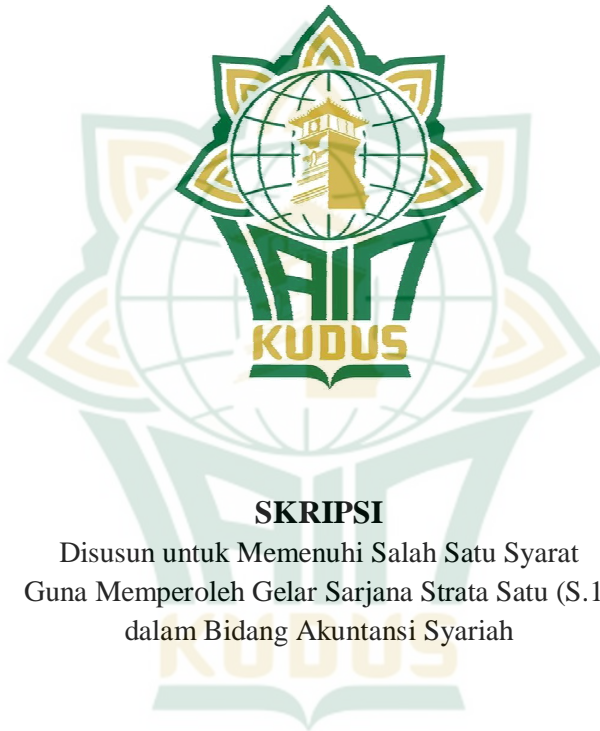 IAIN
KUDUS
SKRIPSI
Disusun untuk Memenuhi Salah Satu Syarat
Guna Memperoleh Gelar Sarjana Strata Satu (S.1
dalam Bidang Akuntansi Syariah